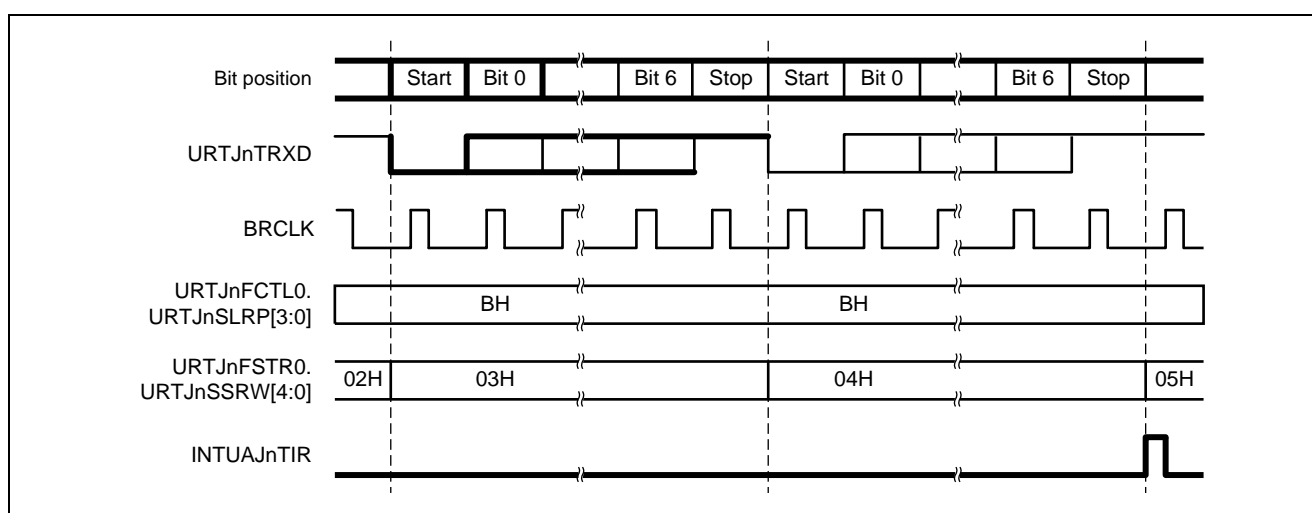 Bit position Start Bit 0 Bit 6 Stop Start Bit 0 Bit 6 Stop
URTJnTRXD
BRCLK
URTJnFCTL0.
URTJnSLRP[3:0]
BH BH
URTJnFSTR0.
URTJnSSRW[4:0]
02H 03H 04H 05H
INTUAJnTIR